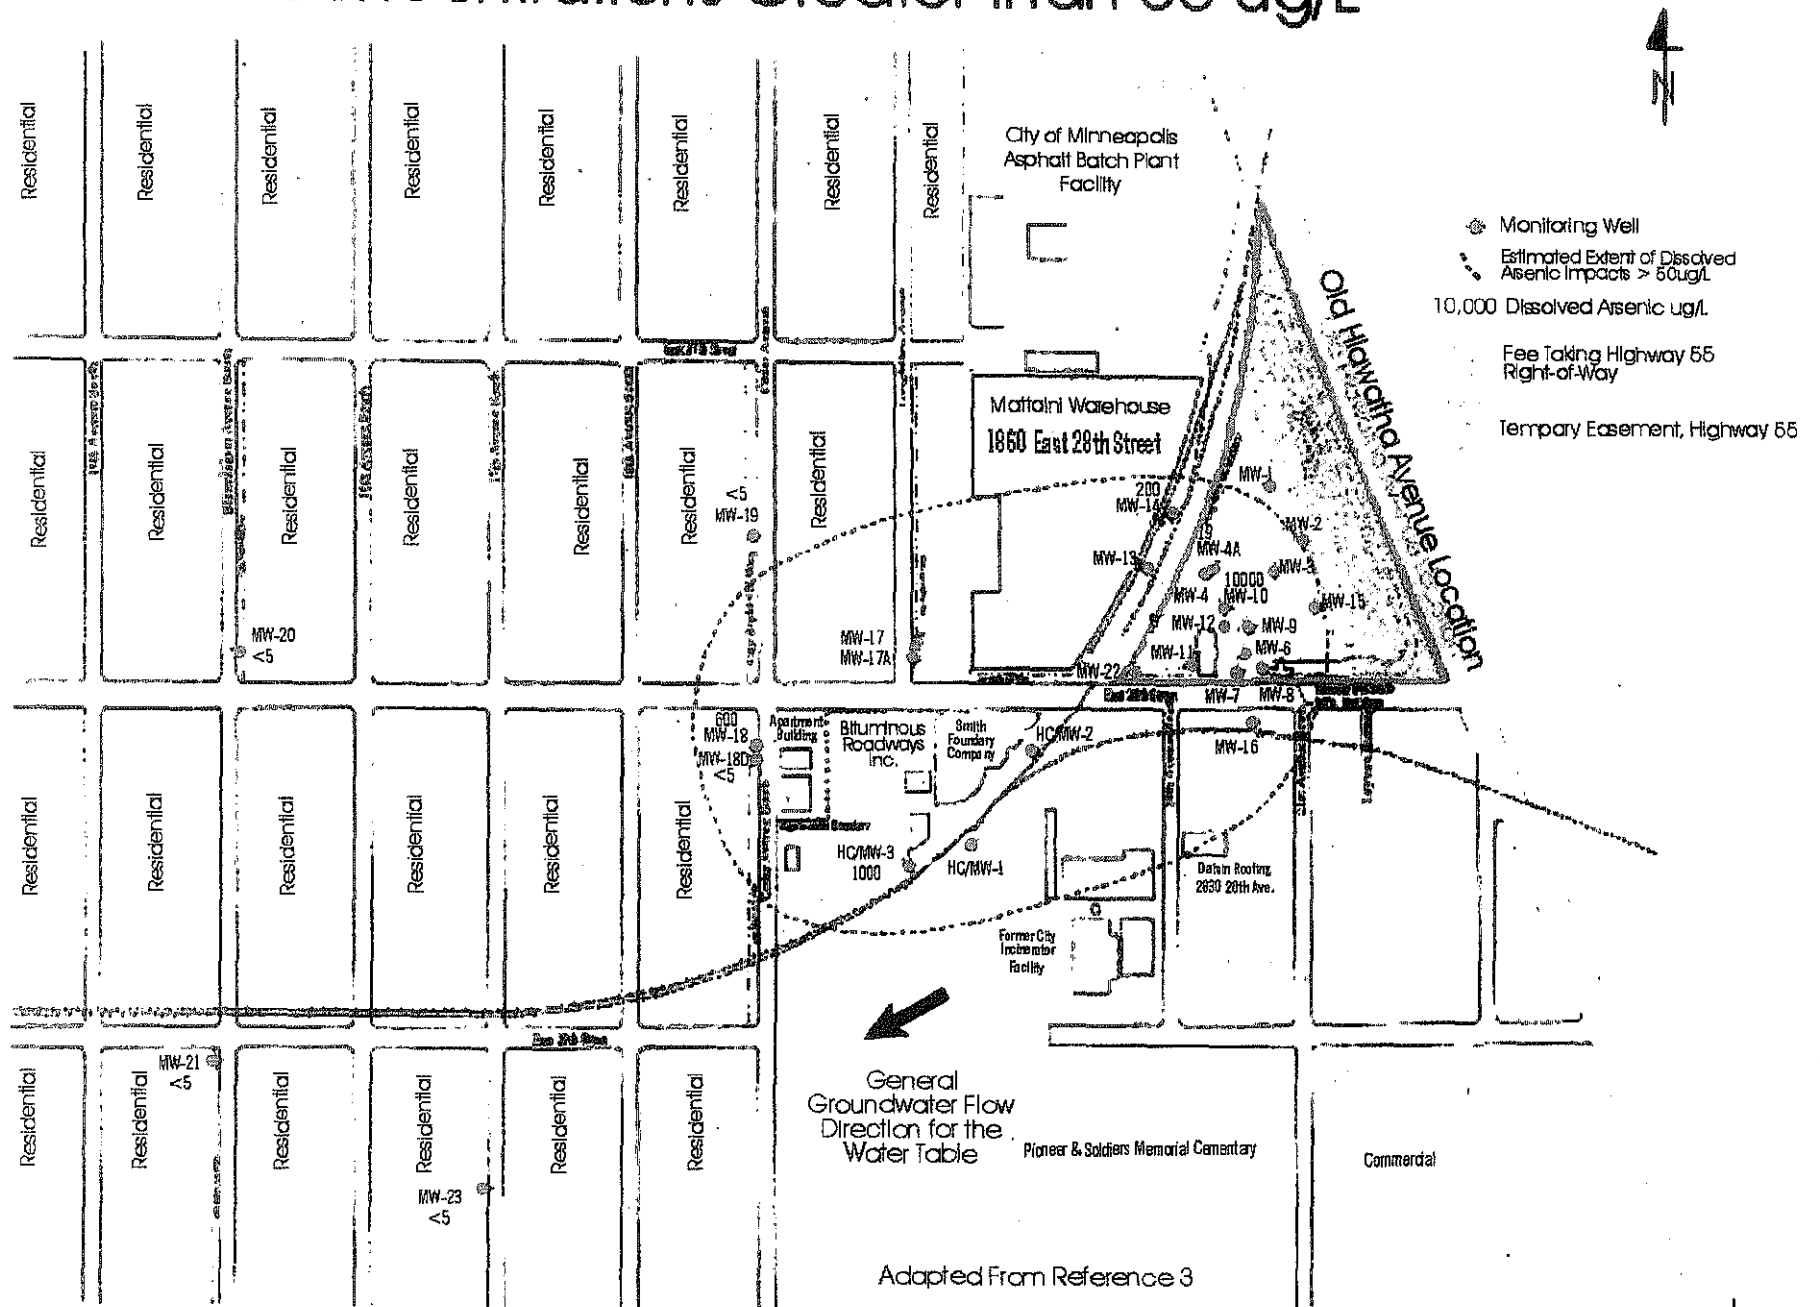 Greater Than
ug/L
N
Residential
Residential
Residential
Residential
Residential
Residential
Residential
Residential
City of Minneapolis
Asphalt Batch Plant
Facility
Monitoring Well
Estimated Extent of Dissolved
Arsenic Impacts > 50ug/L
10,000 Dissolved Arsenic ug/L
Fee Taking Highway 55
Right-of-Way
Tempary Easement, Highway 55
Old Hiawatha Avenue Location
Mattaini Warehouse
1860 East 28th Street
Residential
Residential
Residential
Residential
Residential
Residential
Residential
<5
MW-19
200
MW-14
MW-1
MW-2
19
MW-4A
MW-13
MW-3
10000
MW-4
MW-10
MW-15
MW-12
MW-9
MW-11
MW-6
MW-22
MW-7
MW-8
MW-20
<5
MW-17
MW-17A
East 28th Street
600
MW-18
MW-18D
<5
Apartment
Building
Bituminous
Roadways
Inc.
Smith
Foundary
Company
HC/MW-2
MW-16
Residential
Residential
Residential
Residential
Residential
Residential
HC/MW-3
1000
HC/MW-1
2830 20th Ave.
Former City
Incinerator
Facility
MW-21
<5
Residential
Residential
Residential
Residential
Residential
Residential
MW-23
<5
General
Groundwater Flow
Direction for the
Water Table
Pioneer & Soldiers Memorial Cementary
Commercial
Adapted From Reference 3